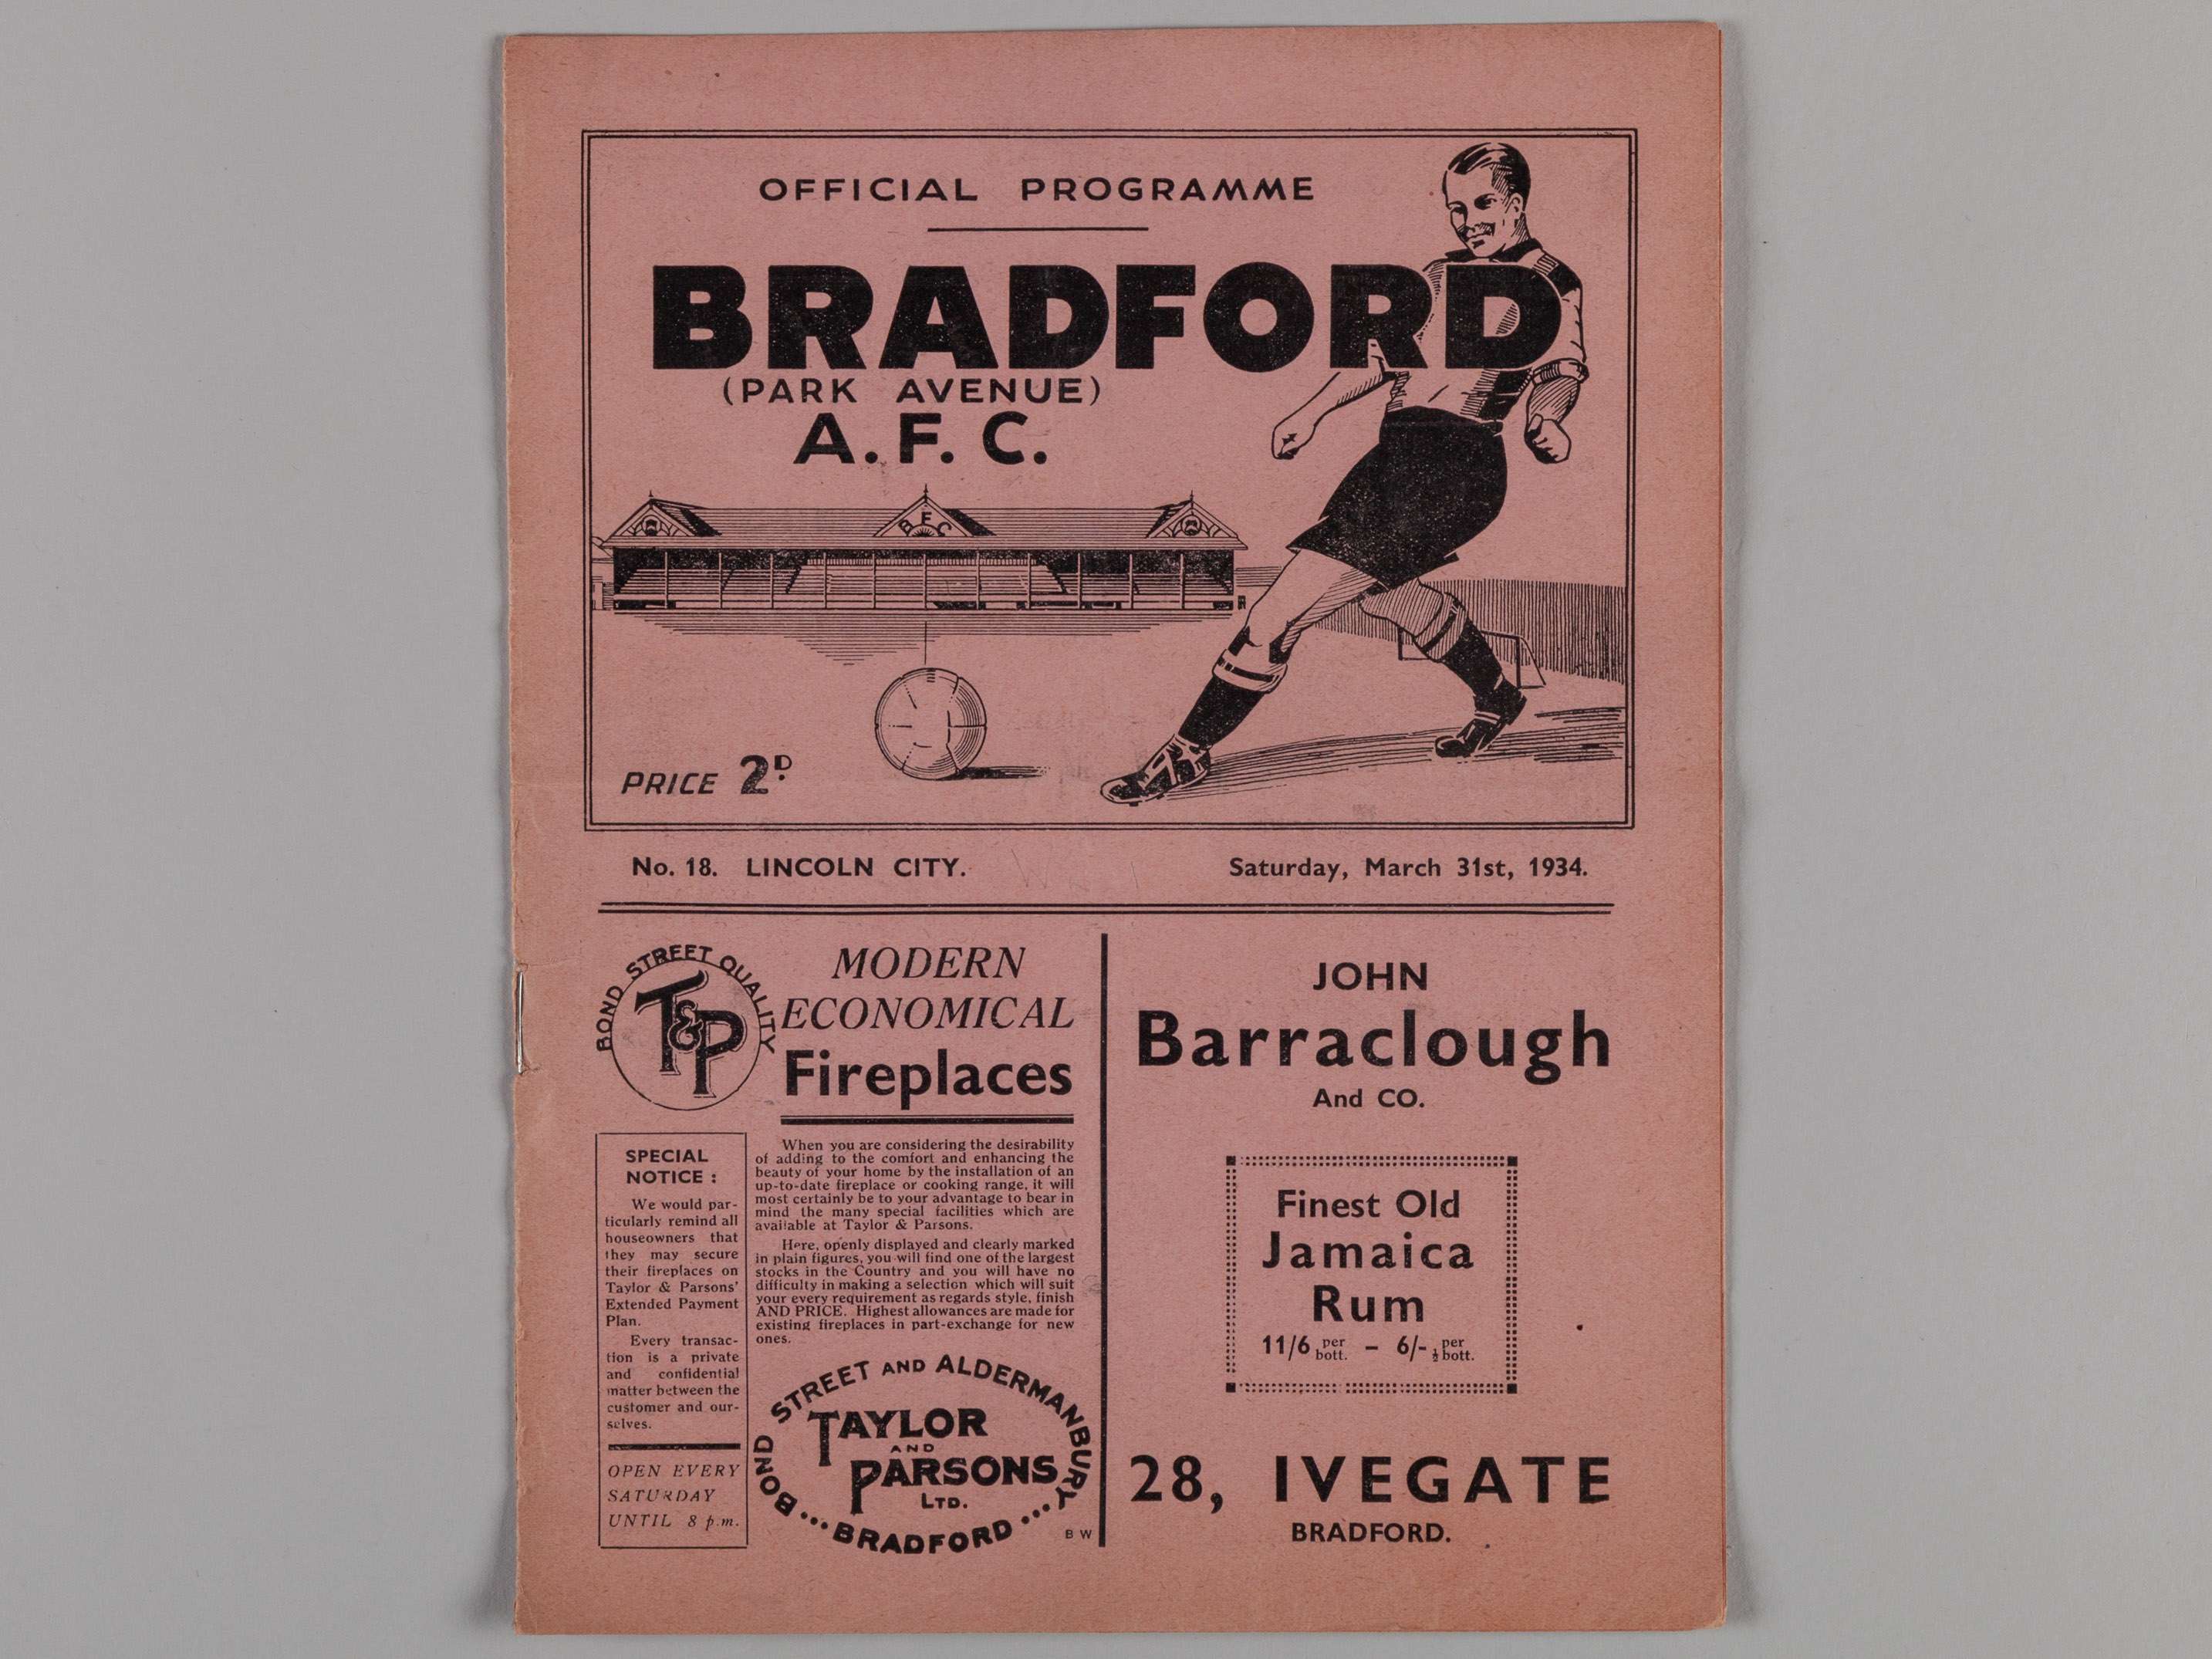 OFFICIAL PROGRAMME
BRADFORD
(PARK AVENUE)
A. F. C.
B F C
PRICE 2D.
No. 18. LINCOLN CITY.
Saturday, March 31st, 1934.
BOND STREET QUALITY
T&P
MODERN
ECONOMICAL
Fireplaces
SPECIAL
NOTICE :
We would par-
ticularly remind all
houseowners that
they may secure
their fireplaces on
Taylor & Parsons'
Extended Payment
Plan.
Every transac-
tion is a private
and confidential
matter between the
customer and our-
selves.
OPEN EVERY
SATURDAY
UNTIL 8 p.m.
When you are considering the desirability
of adding to the comfort and enhancing the
beauty of your home by the installation of an
up-to-date fireplace or cooking range, it will
most certainly be to your advantage to bear in
mind the many special facilities which are
available at Taylor & Parsons.
Here, openly displayed and clearly marked
in plain figures, you will find one of the largest
stocks in the Country and you will have no
difficulty in making a selection which will suit
your every requirement as regards style, finish
AND PRICE. Highest allowances are made for
existing fireplaces in part-exchange for new
ones.
BOND STREET AND ALDERMANBURY
TAYLOR
AND
PARSONS
LTD.
...BRADFORD...
B W
JOHN
Barraclough
And CO.
Finest Old
Jamaica
Rum
11/6 per bott. - 6/- ½ per bott.
28, IVEGATE
BRADFORD.